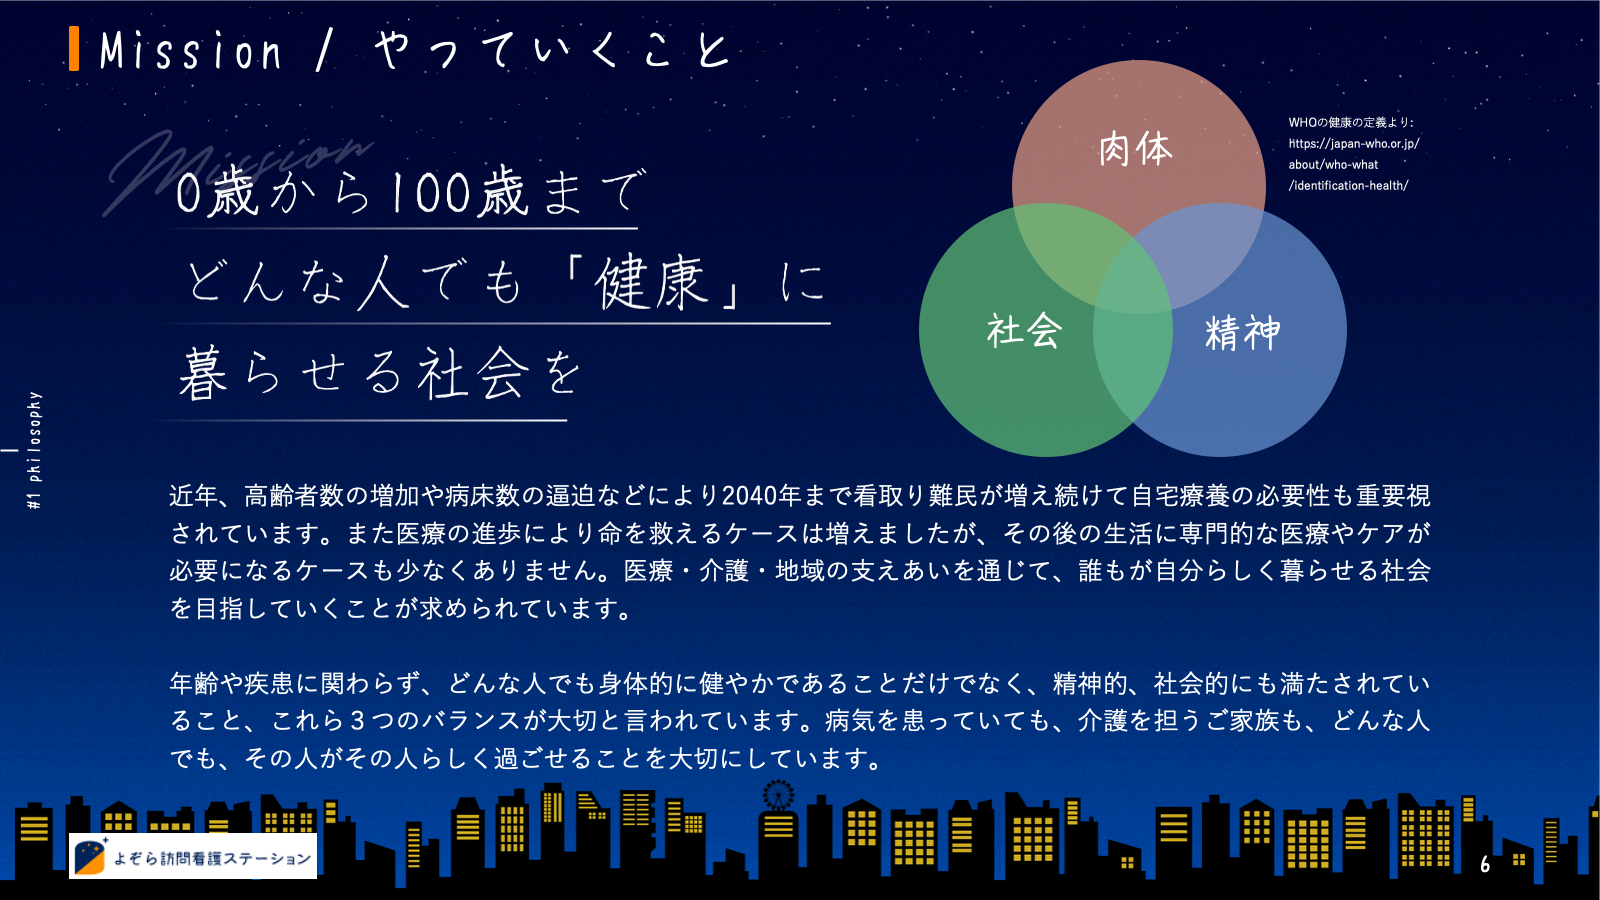 Mission / やっていくこと
Mission
0歳から100歳まで
どんな人でも「健康」に
暮らせる社会を
肉体
社会
精神
WHOの健康の定義より:
https://japan-who.or.jp/
about/who-what
/identification-health/
#1 philosophy
近年、高齢者数の増加や病床数の逼迫などにより2040年まで看取り難民が増え続けて自宅療養の必要性も重要視
されています。また医療の進歩により命を救えるケースは増えましたが、その後の生活に専門的な医療やケアが
必要になるケースも少なくありません。医療・介護・地域の支えあいを通じて、誰もが自分らしく暮らせる社会
を目指していくことが求められています。
年齢や疾患に関わらず、どんな人でも身体的に健やかであることだけでなく、精神的、社会的にも満たされてい
ること、これら３つのバランスが大切と言われています。病気を患っていても、介護を担うご家族も、どんな人
でも、その人がその人らしく過ごせることを大切にしています。
よぞら訪問看護ステーション
6